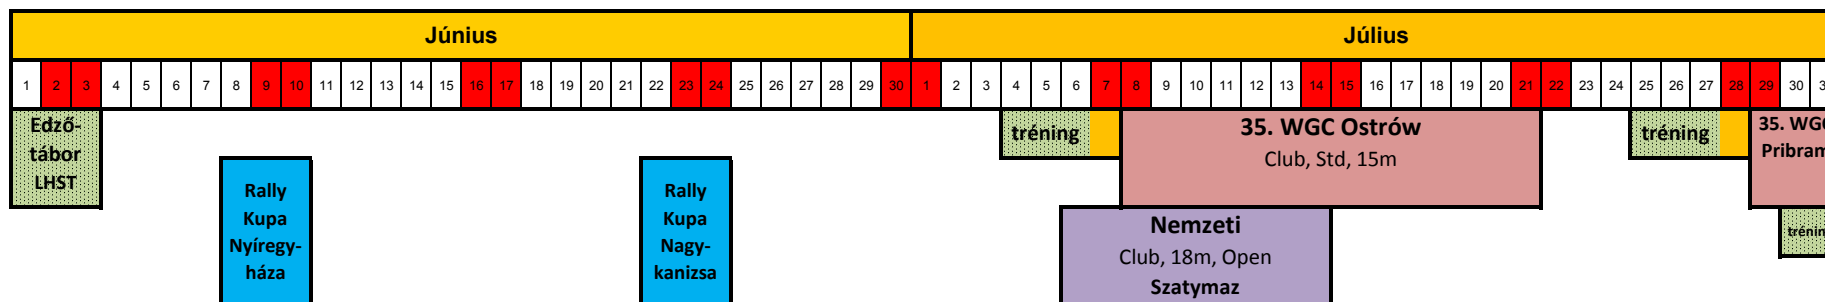 Június Július
1 2 3 4 5 6 7 8 9 10 11 12 13 14 15 16 17 18 19 20 21 22 23 24 25 26 27 28 29 30 1 2 3 4 5 6 7 8 9 10 11 12 13 14 15 16 17 18 19 20 21 22 23 24 25 26 27 28 29 30
Edző-
tábor
LHST
Rally
Kupa
Nyíregy-
háza
Rally
Kupa
Nagy-
kanizsa
tréning
35. WGC Ostrów
Club, Std, 15m
Nemzeti
Club, 18m, Open
Szatymaz
tréning
35. WGC
Pribram
trénin